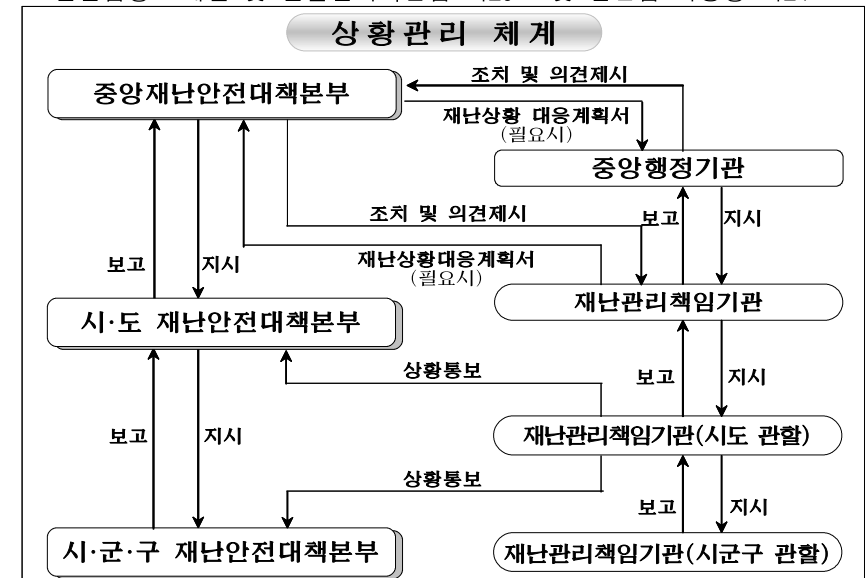 상황관리 체계
조치 및 의견제시
중앙재난안전대책본부
재난상황 대응계획서
(필요시)
중앙행정기관
조치 및 의견제시
보고
지시
보고
지시
재난상황대응계획서
(필요시)
재난관리책임기관
시·도 재난안전대책본부
상황통보
보고
지시
재난관리책임기관(시도 관할)
보고
지시
상황통보
보고
지시
시·군·구 재난안전대책본부
재난관리책임기관(시군구 관할)